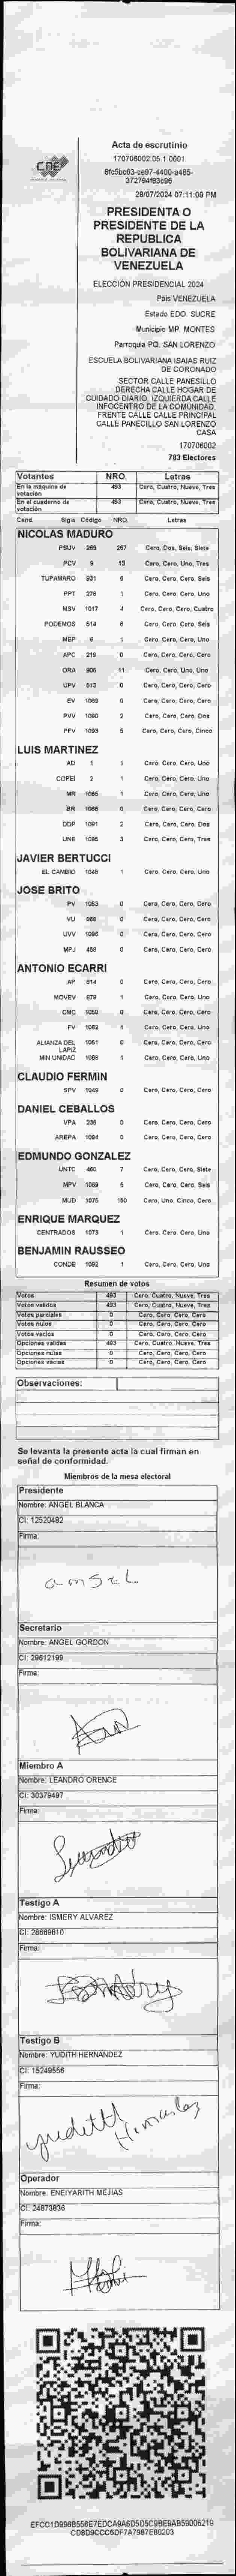 CNE
Acta de escrutinio
170706002.05.1.0001
8fc5bc63-ce97-4400-a485-
372794f83c96
28/07/2024 07:11:09 PM
PRESIDENTA O
PRESIDENTE DE LA
REPUBLICA
BOLIVARIANA DE
VENEZUELA
ELECCIÓN PRESIDENCIAL 2024
País VENEZUELA
Estado EDO. SUCRE
Municipio MP. MONTES
Parroquia PQ. SAN LORENZO
ESCUELA BOLIVARIANA ISAIAS RUIZ
DE CORONADO
SECTOR CALLE PANESILLO
DERECHA CALLE HOGAR DE
CUIDADO DIARIO. IZQUIERDA CALLE
INFOCENTRO DE LA COMUNIDAD.
FRENTE CALLE CALLE PRINCIPAL
CALLE PANECILLO SAN LORENZO
CASA
170706002
783 Electores
Votantes NRO. Letras
En la máquina de votación 493 Cero, Cuatro, Nueve, Tres
En el cuaderno de votación 493 Cero, Cuatro, Nueve, Tres
Cand. Sigla Código NRO. Letras
NICOLAS MADURO
PSUV 269 267 Cero, Dos, Seis, Siete
PCV 9 13 Cero, Cero, Uno, Tres
TUPAMARO 931 6 Cero, Cero, Cero, Seis
PPT 276 1 Cero, Cero, Cero, Uno
MSV 1017 4 Cero, Cero, Cero, Cuatro
PODEMOS 514 6 Cero, Cero, Cero, Seis
MEP 6 1 Cero, Cero, Cero, Uno
APC 219 0 Cero, Cero, Cero, Cero
ORA 905 11 Cero, Cero, Uno, Uno
UPV 513 0 Cero, Cero, Cero, Cero
EV 1069 0 Cero, Cero, Cero, Cero
PVV 1090 2 Cero, Cero, Cero, Dos
PFV 1093 5 Cero, Cero, Cero, Cinco
LUIS MARTINEZ
AD 1 1 Cero, Cero, Cero, Uno
COPEI 2 1 Cero, Cero, Cero, Uno
MR 1065 1 Cero, Cero, Cero, Uno
BR 1066 0 Cero, Cero, Cero, Cero
DDP 1091 2 Cero, Cero, Cero, Dos
UNE 1095 3 Cero, Cero, Cero, Tres
JAVIER BERTUCCI
EL CAMBIO 1048 1 Cero, Cero, Cero, Uno
JOSE BRITO
PV 1053 0 Cero, Cero, Cero, Cero
VU 969 0 Cero, Cero, Cero, Cero
UVV 1096 0 Cero, Cero, Cero, Cero
MPJ 458 0 Cero, Cero, Cero, Cero
ANTONIO ECARRI
AP 814 0 Cero, Cero, Cero, Cero
MOVEV 679 1 Cero, Cero, Cero, Uno
CMC 1050 0 Cero, Cero, Cero, Cero
FV 1062 1 Cero, Cero, Cero, Uno
ALIANZA DEL LAPIZ 1051 0 Cero, Cero, Cero, Cero
MIN UNIDAD 1088 1 Cero, Cero, Cero, Uno
CLAUDIO FERMIN
SPV 1049 0 Cero, Cero, Cero, Cero
DANIEL CEBALLOS
VPA 236 0 Cero, Cero, Cero, Cero
AREPA 1094 0 Cero, Cero, Cero, Cero
EDMUNDO GONZALEZ
UNTC 460 7 Cero, Cero, Cero, Siete
MPV 1089 6 Cero, Cero, Cero, Seis
MUD 1076 150 Cero, Uno, Cinco, Cero
ENRIQUE MARQUEZ
CENTRADOS 1073 1 Cero, Cero, Cero, Uno
BENJAMIN RAUSSEO
CONDE 1092 1 Cero, Cero, Cero, Uno
Resumen de votos
Votos 493 Cero, Cuatro, Nueve, Tres
Votos validos 493 Cero, Cuatro, Nueve, Tres
Votos parciales 0 Cero, Cero, Cero, Cero
Votos nulos 0 Cero, Cero, Cero, Cero
Votos vacíos 0 Cero, Cero, Cero, Cero
Opciones validas 493 Cero, Cuatro, Nueve, Tres
Opciones nulas 0 Cero, Cero, Cero, Cero
Opciones vacías 0 Cero, Cero, Cero, Cero
Observaciones:
Se levanta la presente acta la cual firman en
señal de conformidad.
Miembros de la mesa electoral
Presidente
Nombre: ANGEL BLANCA
CI: 12520482
Firma:
Secretario
Nombre: ANGEL GORDON
CI: 29612199
Firma:
Miembro A
Nombre: LEANDRO ORENCE
CI: 30379497
Firma:
Leandro
Testigo A
Nombre: ISMERY ALVAREZ
CI: 26669810
Firma:
Testigo B
Nombre: YUDITH HERNANDEZ
CI: 15249556
Firma:
Yudith Hernandez
Operador
Nombre: ENEIYARITH MEJIAS
CI: 24873836
Firma:
EFCC1D9968556E7EDCA9A6D5D5C9BE9AB59006219
CD8D9CCC6DF7A7987E80203